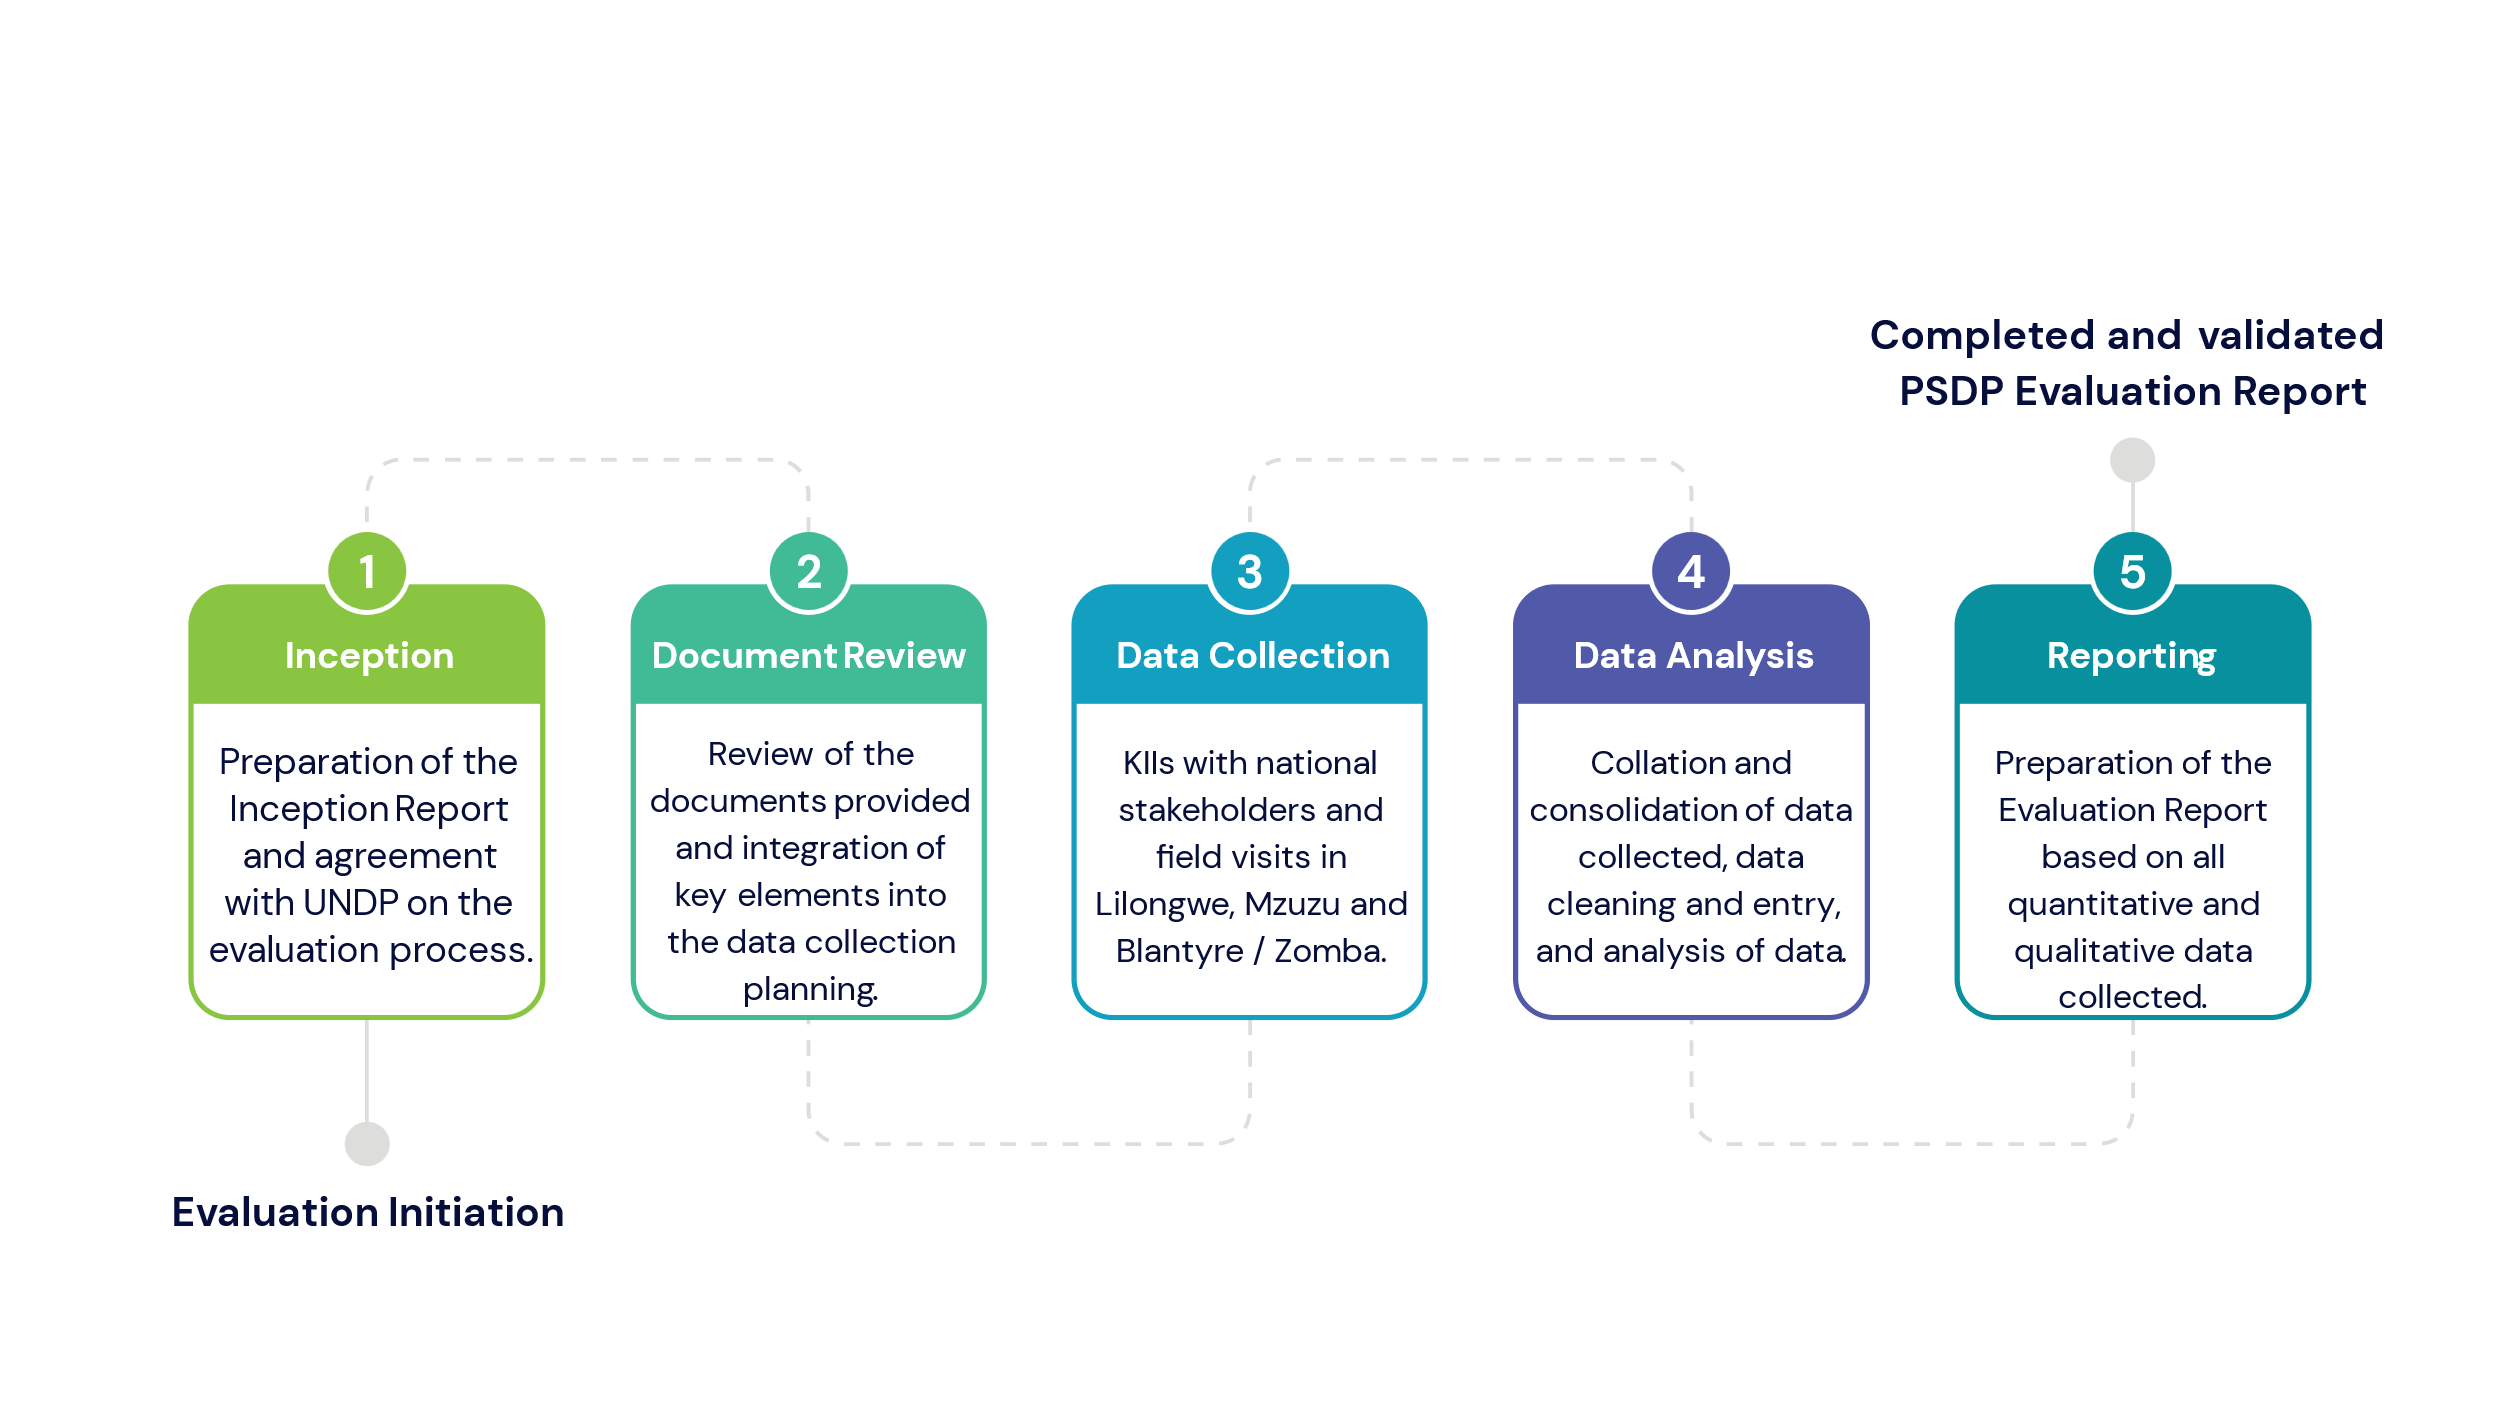 Completed and validated
PSDP Evaluation Report
1
Inception
Preparation of the
Inception Report
and agreement
with UNDP on the
evaluation process.
2
Document Review
Review of the
documents provided
and integration of
key elements into
the data collection
planning.
3
Data Collection
KIIs with national
stakeholders and
field visits in
Lilongwe, Mzuzu and
Blantyre / Zomba.
4
Data Analysis
Collation and
consolidation of data
collected, data
cleaning and entry,
and analysis of data.
5
Reporting
Preparation of the
Evaluation Report
based on all
quantitative and
qualitative data
collected.
Evaluation Initiation